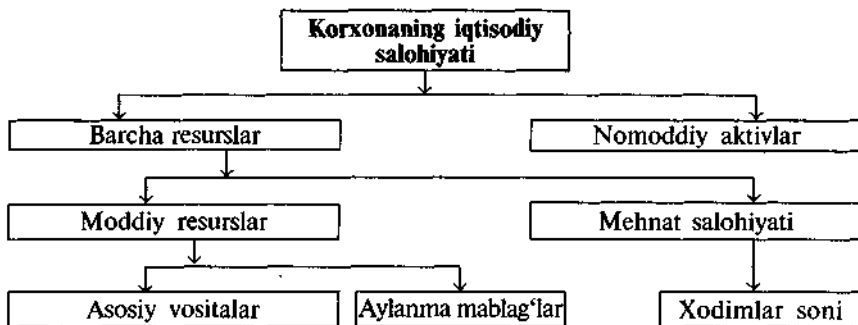 Korxonaning iqtisodiy
salohiyati
Barcha resurslar
Nomoddiy aktivlar
Moddiy resurslar
Mehnat salohiyati
Asosiy vositalar
Aylanma mablag‘lar
Xodimlar soni